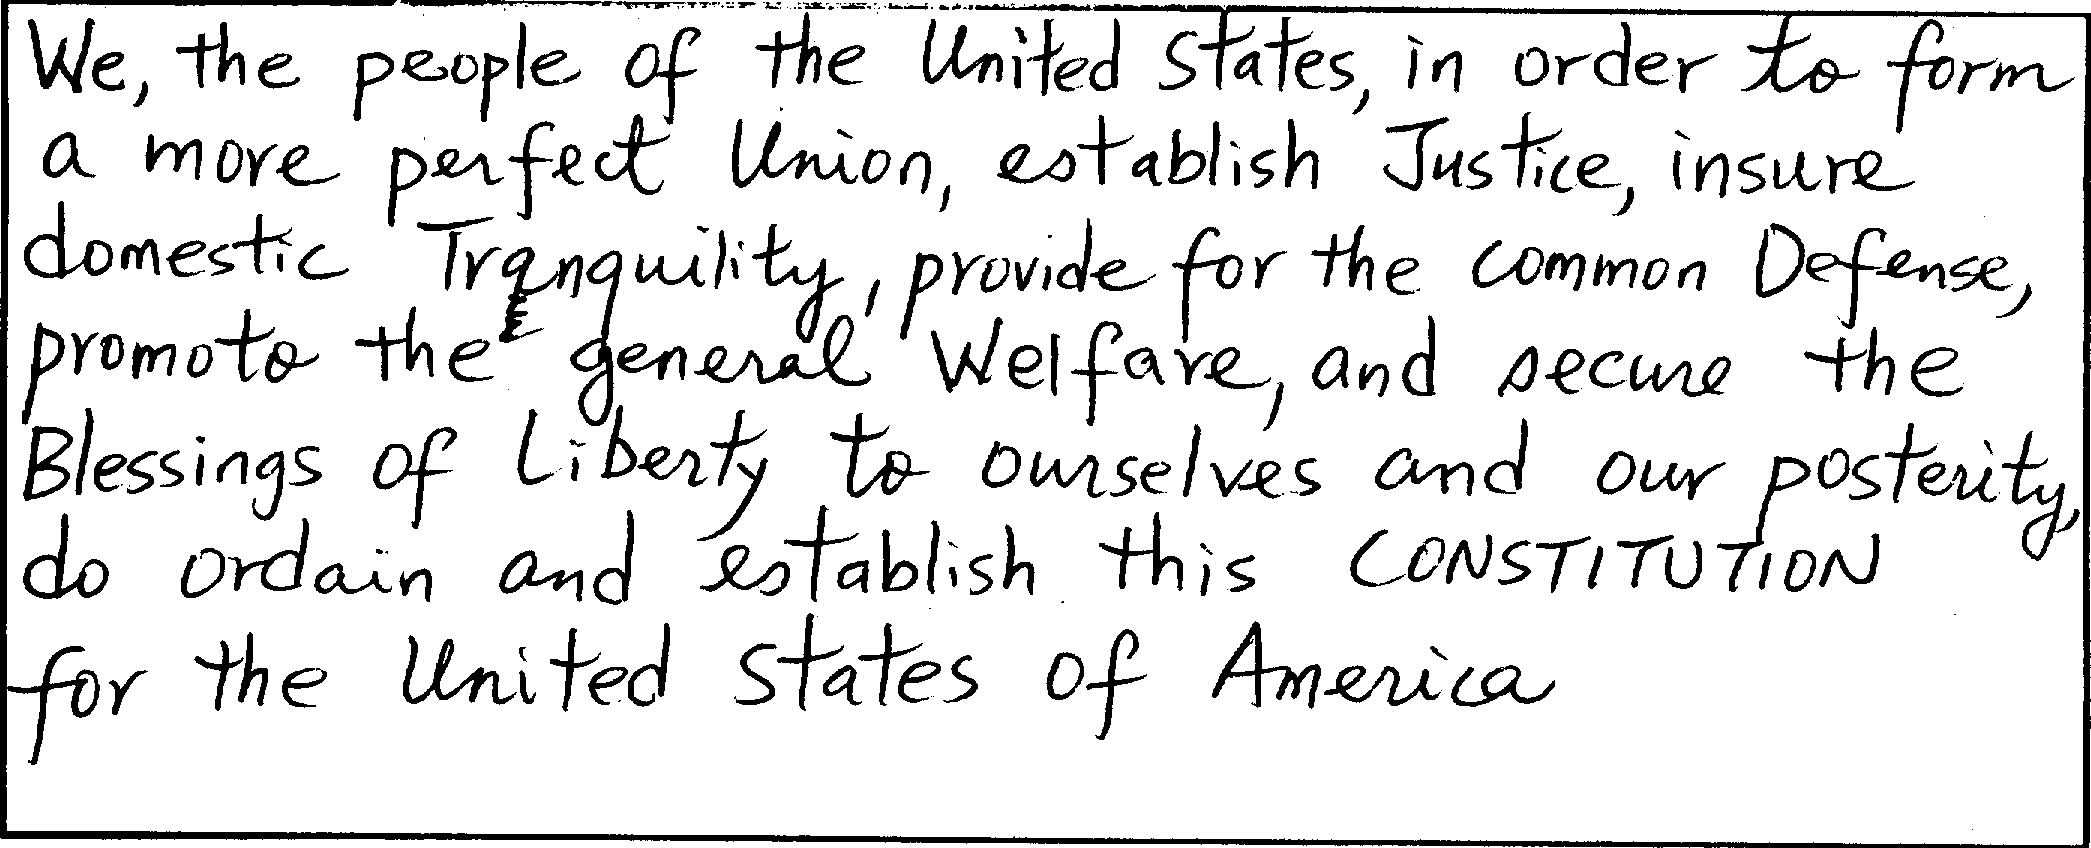 We, the people of the United States, in order to form
a more perfect Union, establish Justice, insure
domestic Tranquility, provide for the common Defense,
promoto the general Welfare, and secure the
Blessings of Liberty to ourselves and our posterity,
do ordain and establish this CONSTITUTION
for the United States of America